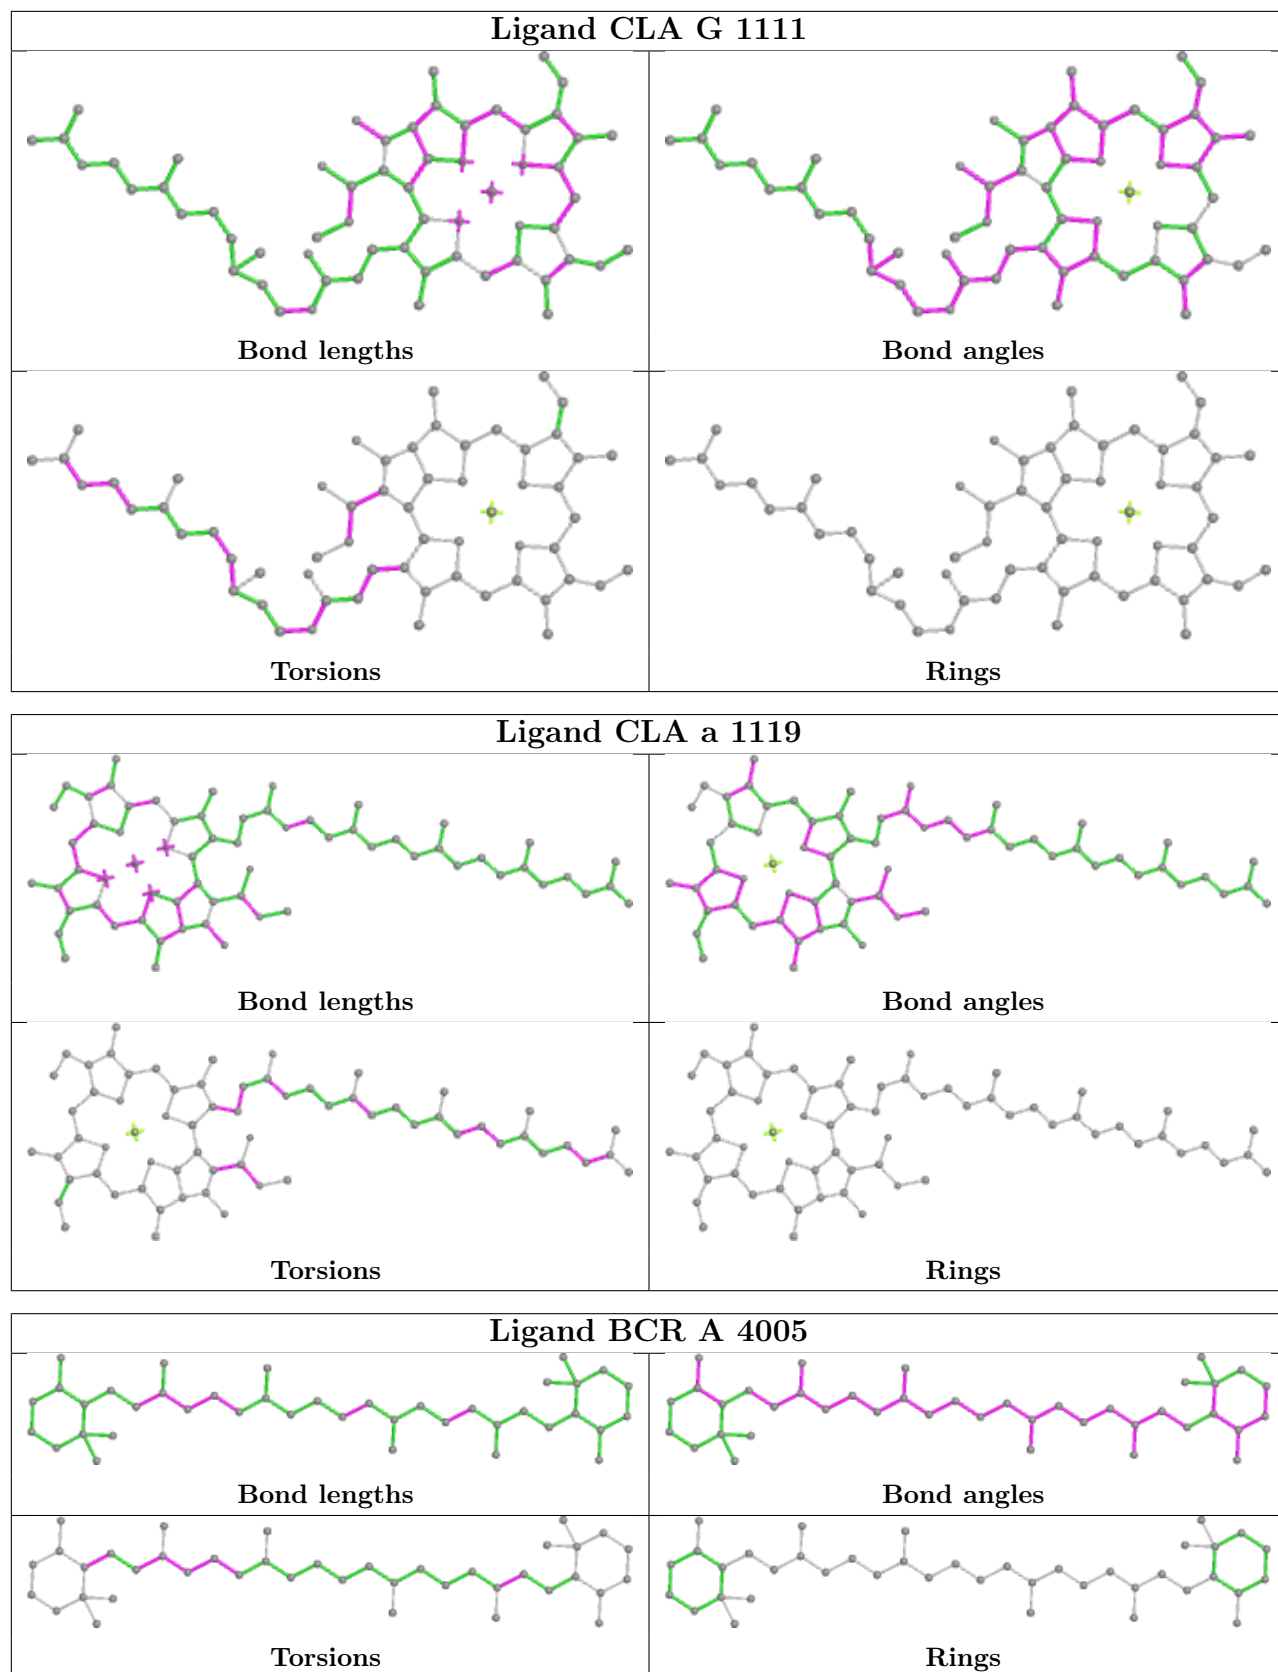 Ligand CLA G 1111
Bond lengths
Bond angles
Torsions
Rings
Ligand CLA a 1119
Bond lengths
Bond angles
Torsions
Rings
Ligand BCR A 4005
Bond lengths
Bond angles
Torsions
Rings